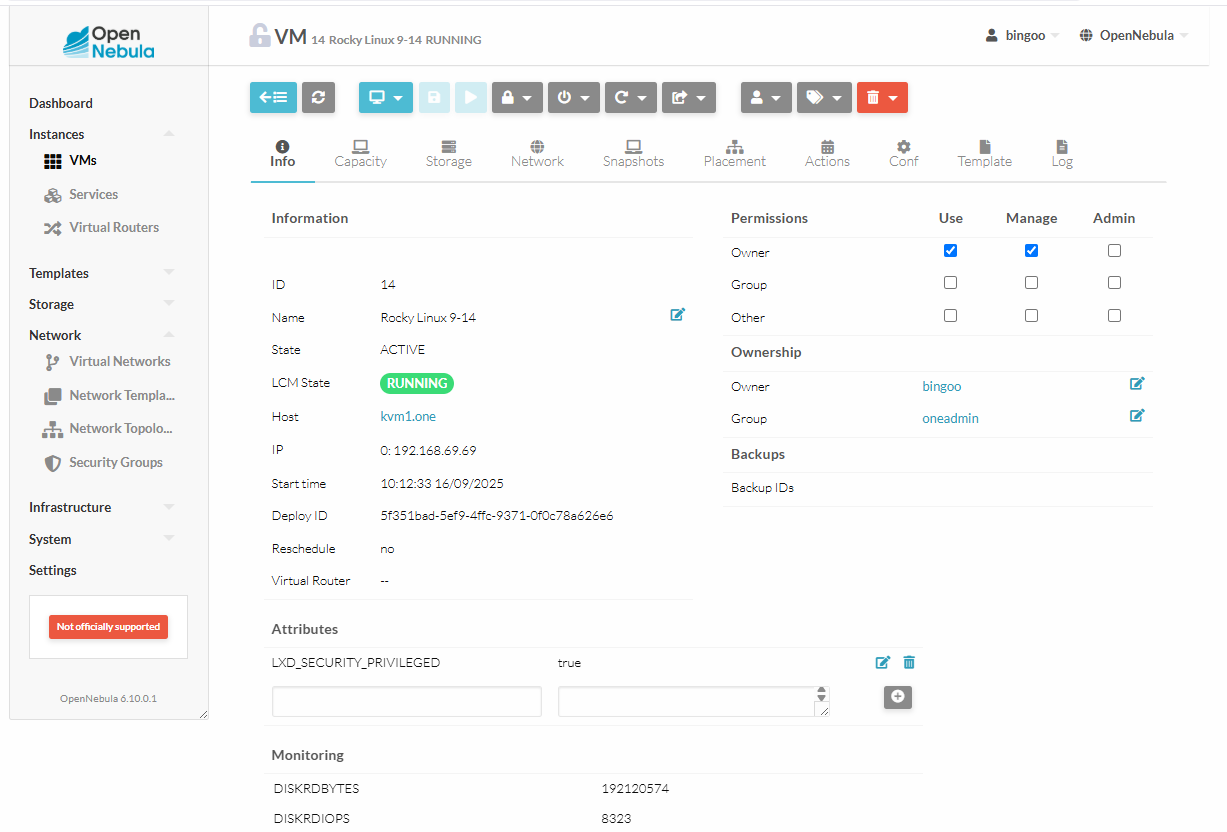 Open
Nebula
VM 14 Rocky Linux 9-14 RUNNING
bingoo
OpenNebula
Dashboard
Instances
VMs
Services
Virtual Routers
Templates
Storage
Network
Virtual Networks
Network Templa...
Network Topolo...
Security Groups
Infrastructure
System
Settings
Not officially supported
OpenNebula 6.10.0.1
Info Capacity Storage Network Snapshots Placement Actions Conf Template Log
Information
ID 14
Name Rocky Linux 9-14
State ACTIVE
LCM State RUNNING
Host kvm1.one
IP 0: 192.168.69.69
Start time 10:12:33 16/09/2025
Deploy ID 5f351bad-5ef9-4ffc-9371-0f0c78a626e6
Reschedule no
Virtual Router --
Permissions Use Manage Admin
Owner
Group
Other
Ownership
Owner bingoo
Group oneadmin
Backups
Backup IDs
Attributes
LXD_SECURITY_PRIVILEGED true
Monitoring
DISKRDBYTES 192120574
DISKRDIOPS 8323